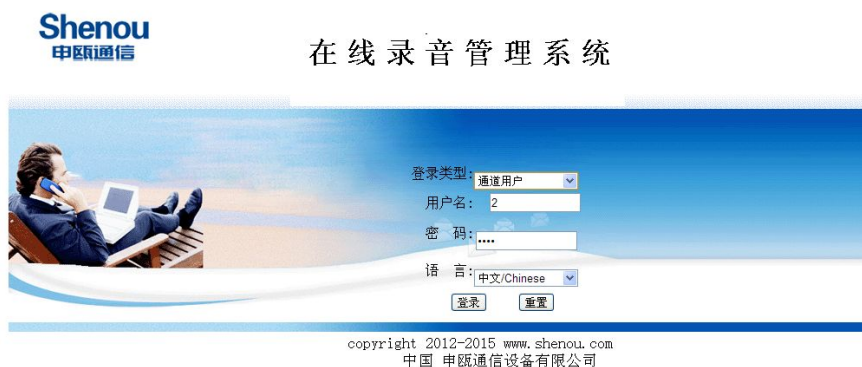 Shenou
申瓯通信
在线录音管理系统
登录类型: 通道用户
用户名: 2
密 码: ••••
语 言: 中文/Chinese
登录 重置
copyright 2012-2015 www.shenou.com
中国 申瓯通信设备有限公司